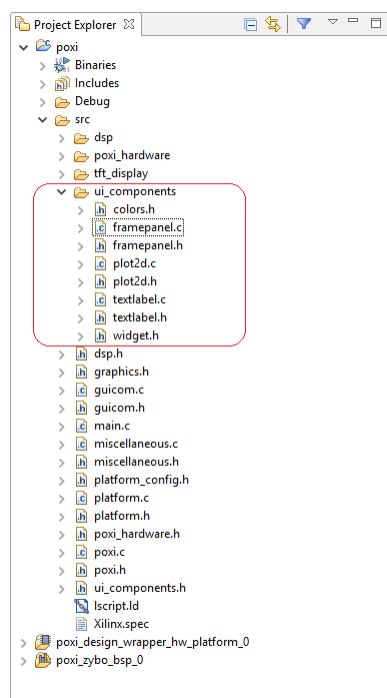 Project Explorer
poxi
Binaries
Includes
Debug
src
dsp
poxi_hardware
tft_display
ui_components
colors.h
framepanel.c
framepanel.h
plot2d.c
plot2d.h
textlabel.c
textlabel.h
widget.h
dsp.h
graphics.h
guicom.c
guicom.h
main.c
miscellaneous.c
miscellaneous.h
platform_config.h
platform.c
platform.h
poxi_hardware.h
poxi.c
poxi.h
ui_components.h
lscript.ld
Xilinx.spec
poxi_design_wrapper_hw_platform_0
poxi_zybo_bsp_0